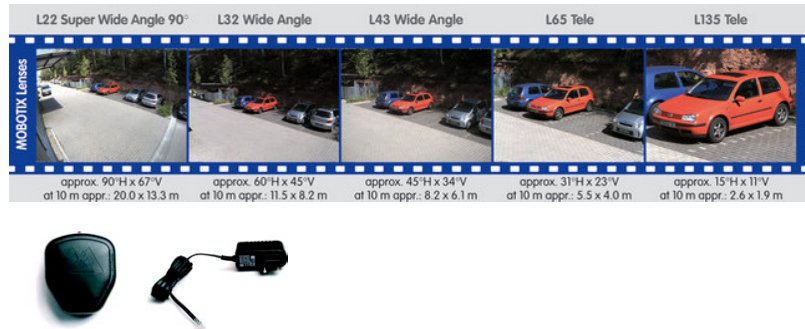 L22 Super Wide Angle 90° L32 Wide Angle L43 Wide Angle L65 Tele L135 Tele
MOBOTIX Lenses
approx. 90°H x 67°V approx. 60°H x 45°V approx. 45°H x 34°V approx. 31°H x 23°V approx. 15°H x 11°V
at 10 m appr.: 20.0 x 13.3 m at 10 m appr.: 11.5 x 8.2 m at 10 m appr.: 8.2 x 6.1 m at 10 m appr.: 5.5 x 4.0 m at 10 m appr.: 2.6 x 1.9 m